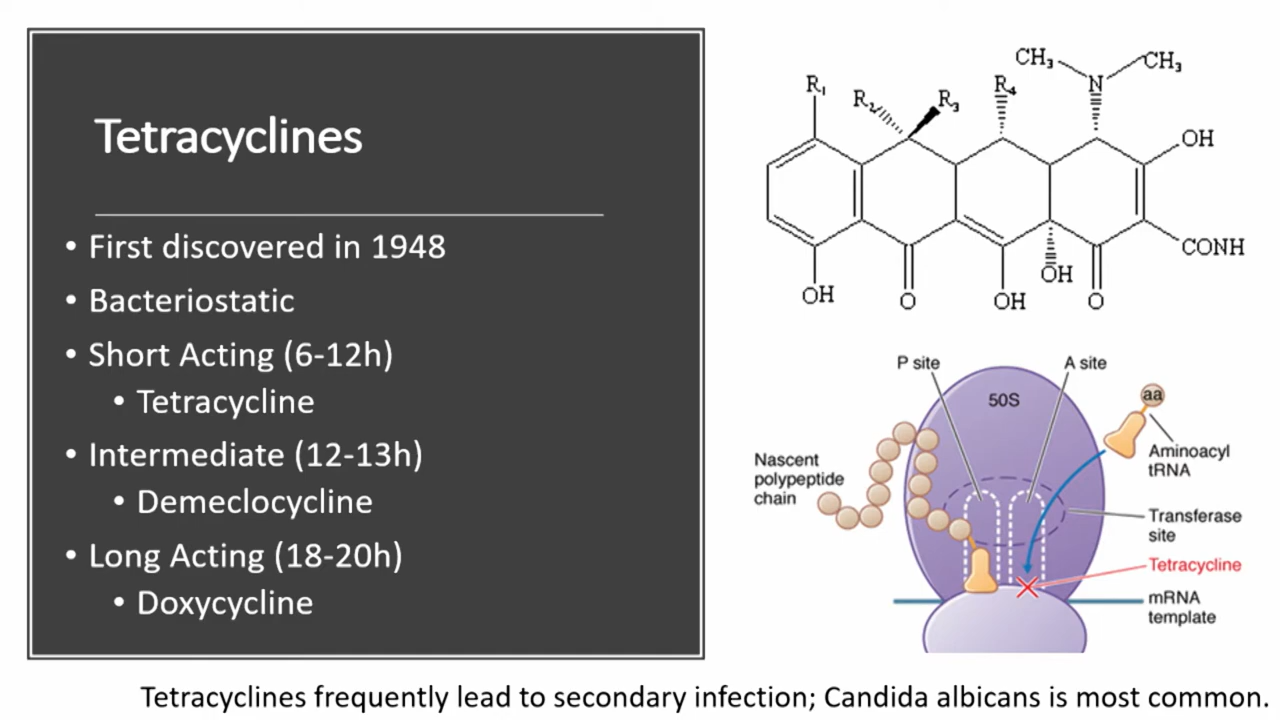 Tetracyclines
• First discovered in 1948
• Bacteriostatic
• Short Acting (6-12h)
• Tetracycline
• Intermediate (12-13h)
• Demeclocycline
• Long Acting (18-20h)
• Doxycycline
CH₃
CH₃
N
R₁
R₂
R₃
R₄
OH
CONH
OH
O
OH
OH
O
P site
A site
50S
aa
Aminoacyl
tRNA
Nascent
polypeptide
chain
Transferase
site
Tetracycline
mRNA
template
Tetracyclines frequently lead to secondary infection; Candida albicans is most common.